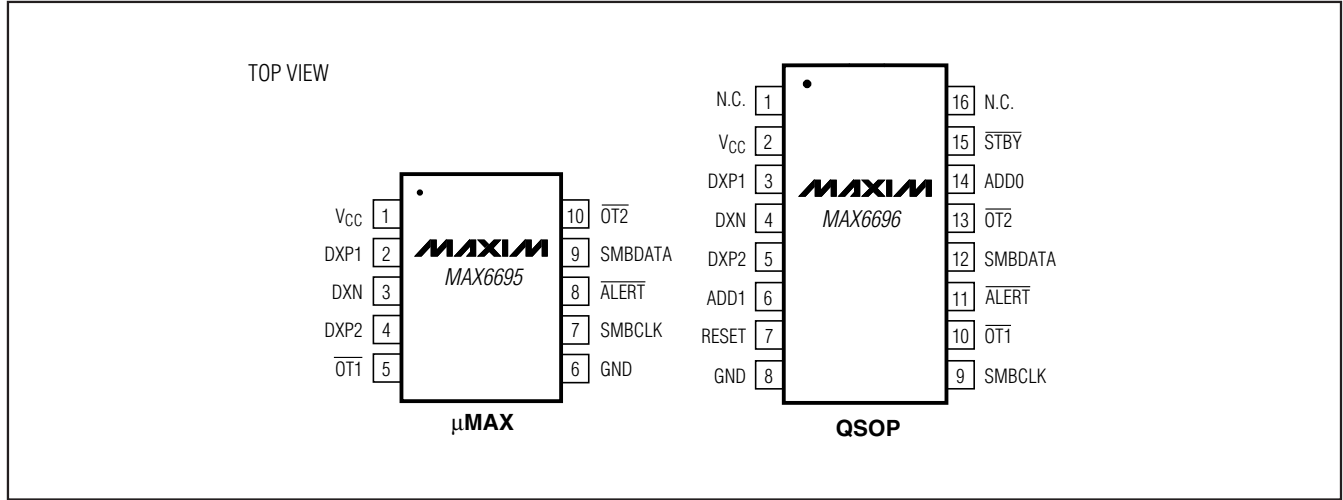 TOP VIEW
VCC 1
DXP1 2
DXN 3
DXP2 4
OT1 5
10 OT2
9 SMBDATA
8 ALERT
7 SMBCLK
6 GND
MAXIM
MAX6695
µMAX
N.C. 1
VCC 2
DXP1 3
DXN 4
DXP2 5
ADD1 6
RESET 7
GND 8
16 N.C.
15 STBY
14 ADD0
13 OT2
12 SMBDATA
11 ALERT
10 OT1
9 SMBCLK
MAXIM
MAX6696
QSOP